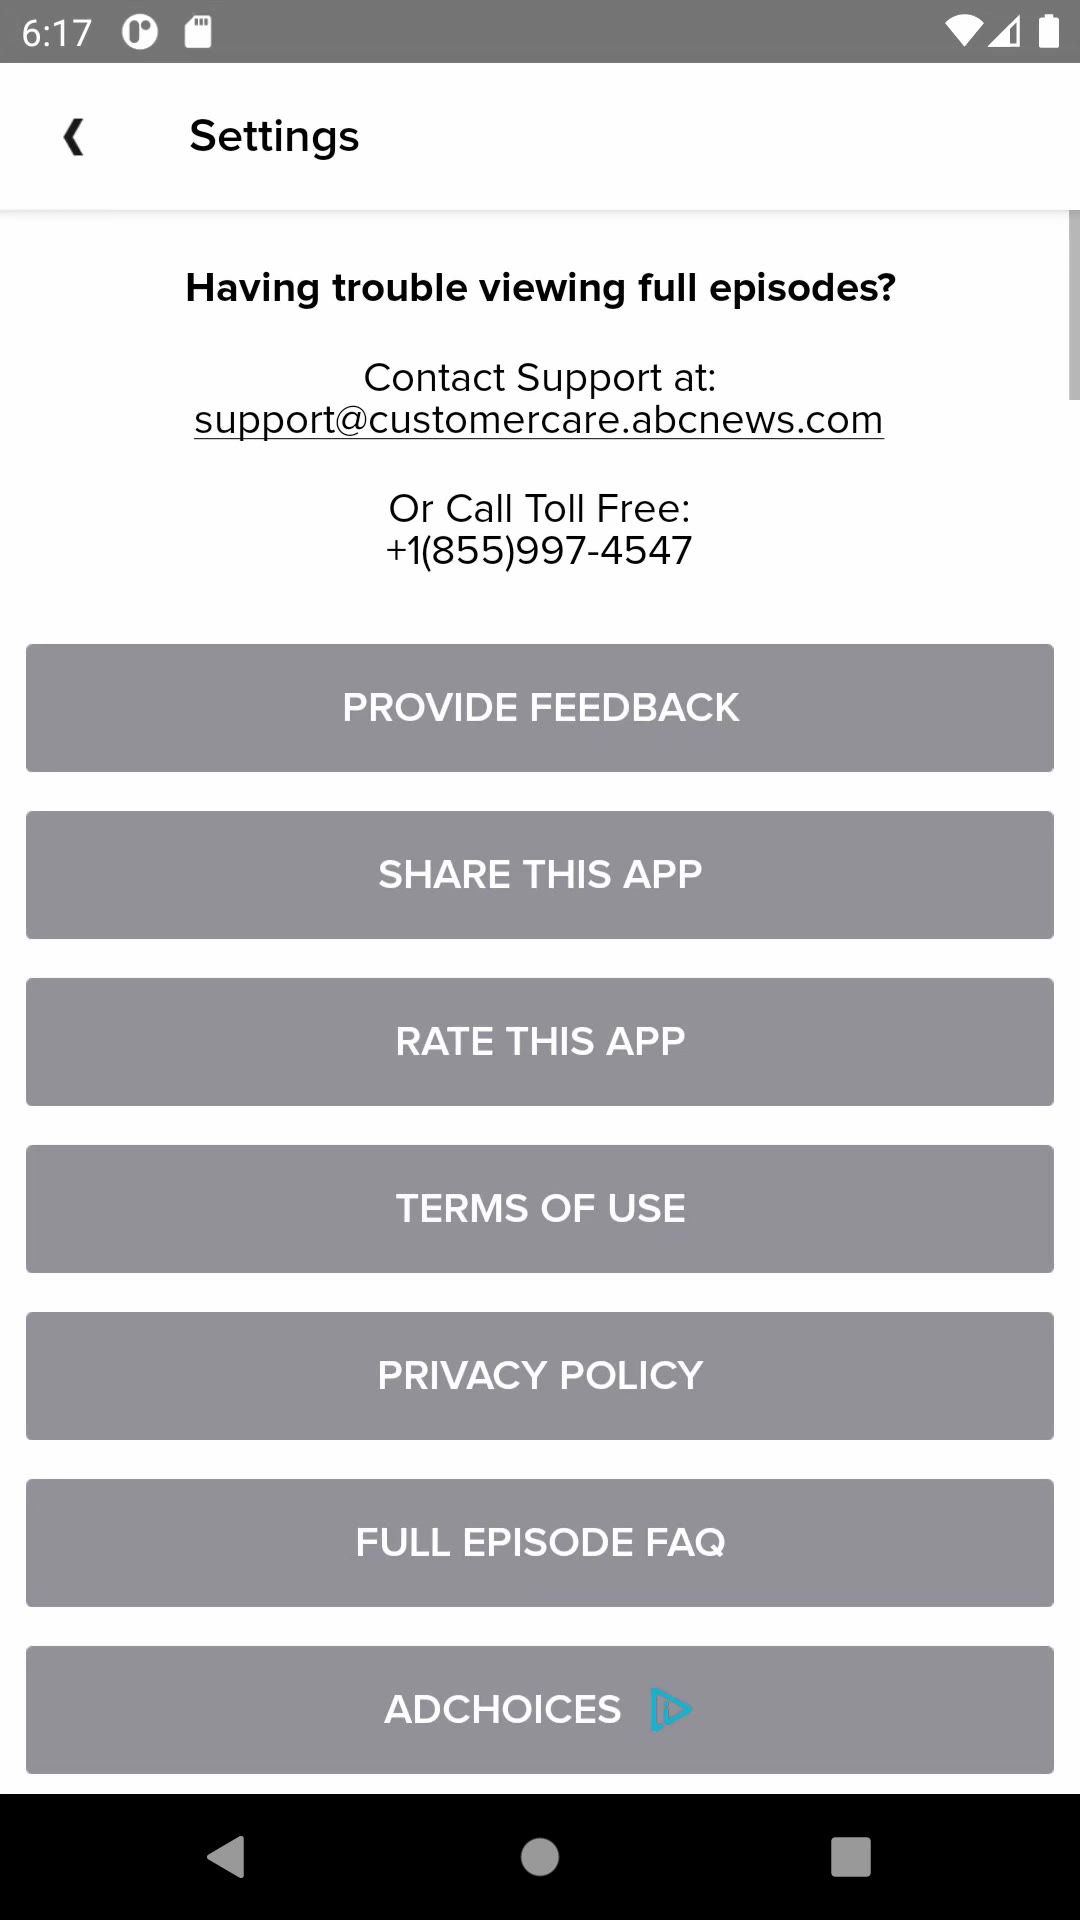 6:17
Settings
Having trouble viewing full episodes?
Contact Support at:
support@customercare.abcnews.com
Or Call Toll Free:
+1(855)997-4547
PROVIDE FEEDBACK
SHARE THIS APP
RATE THIS APP
TERMS OF USE
PRIVACY POLICY
FULL EPISODE FAQ
ADCHOICES